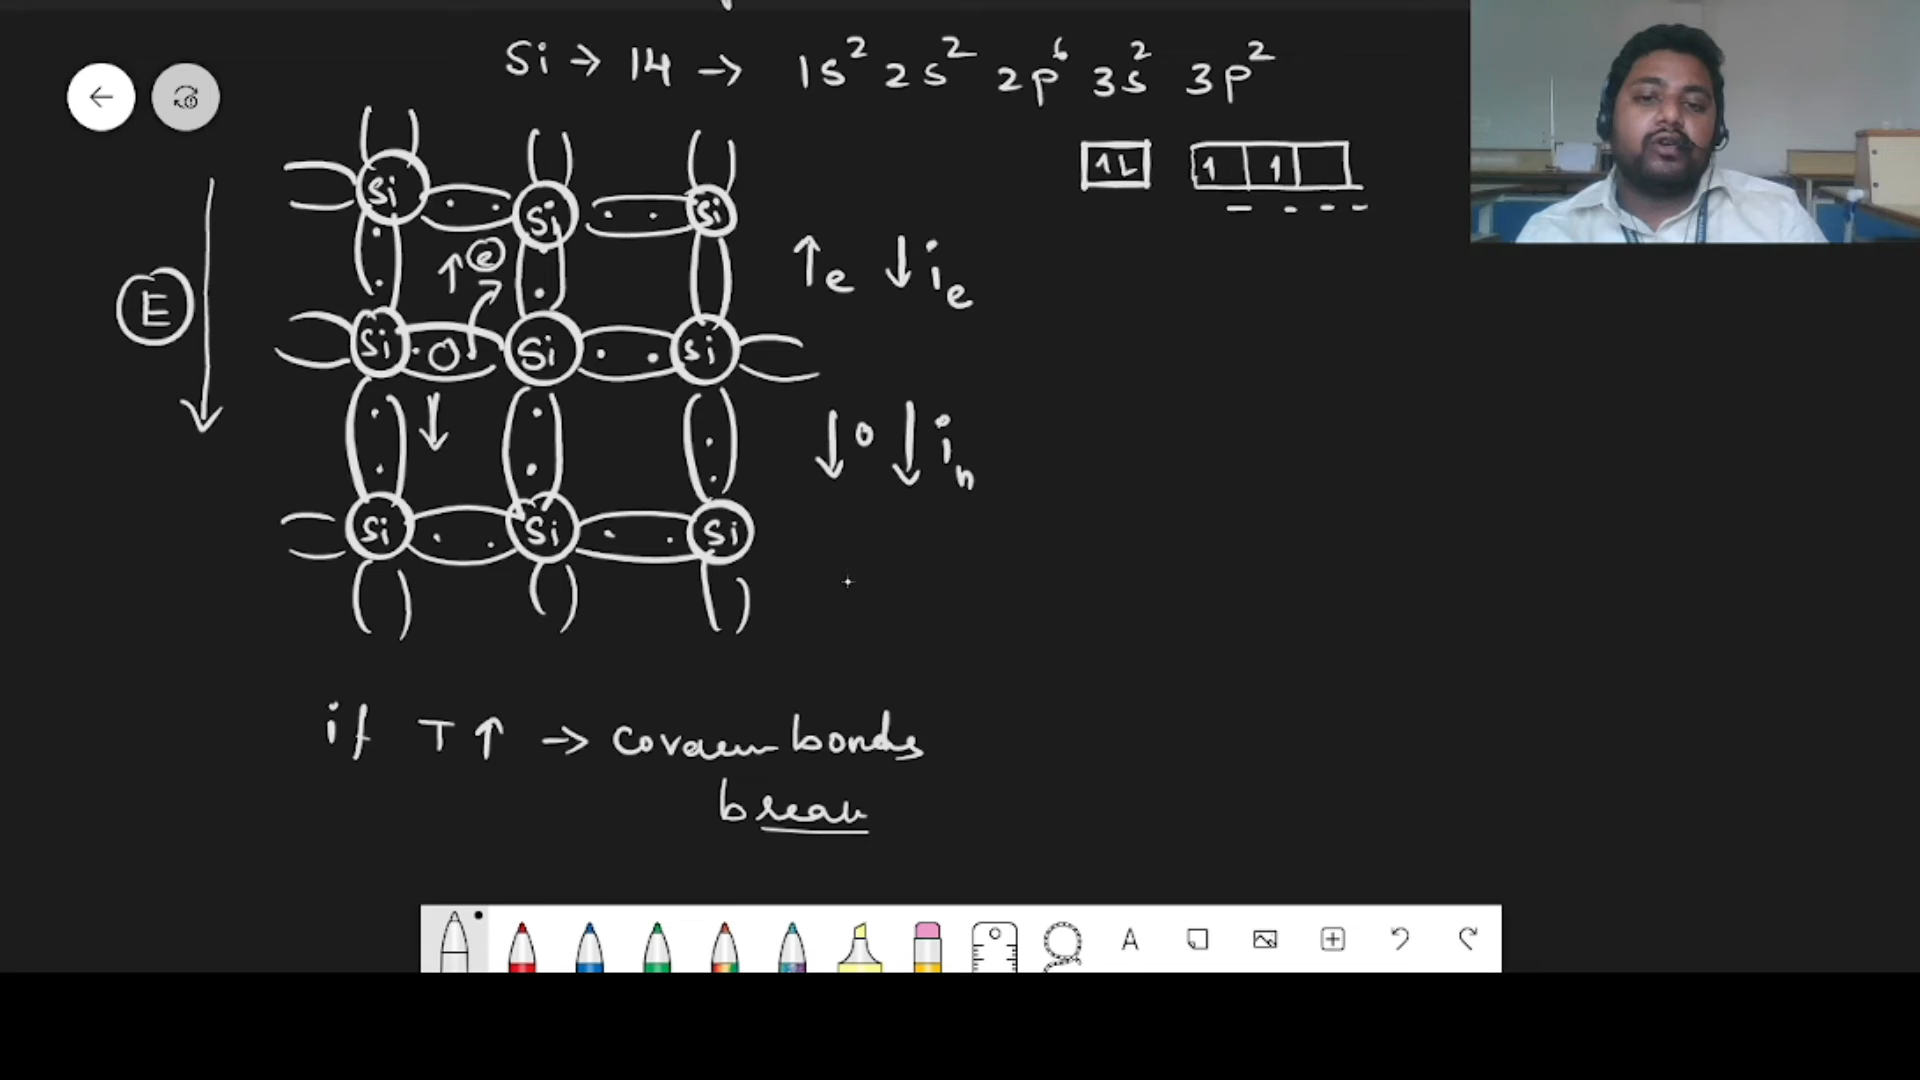 Si → 14 → 1s² 2s² 2p⁶ 3s² 3p²
1L 1 1
Si Si Si
E ↑ e ↑e ↓ie
Si O Si Si
↓ ↓o ↓ih
Si Si Si
if T↑ →
bonds
break
A